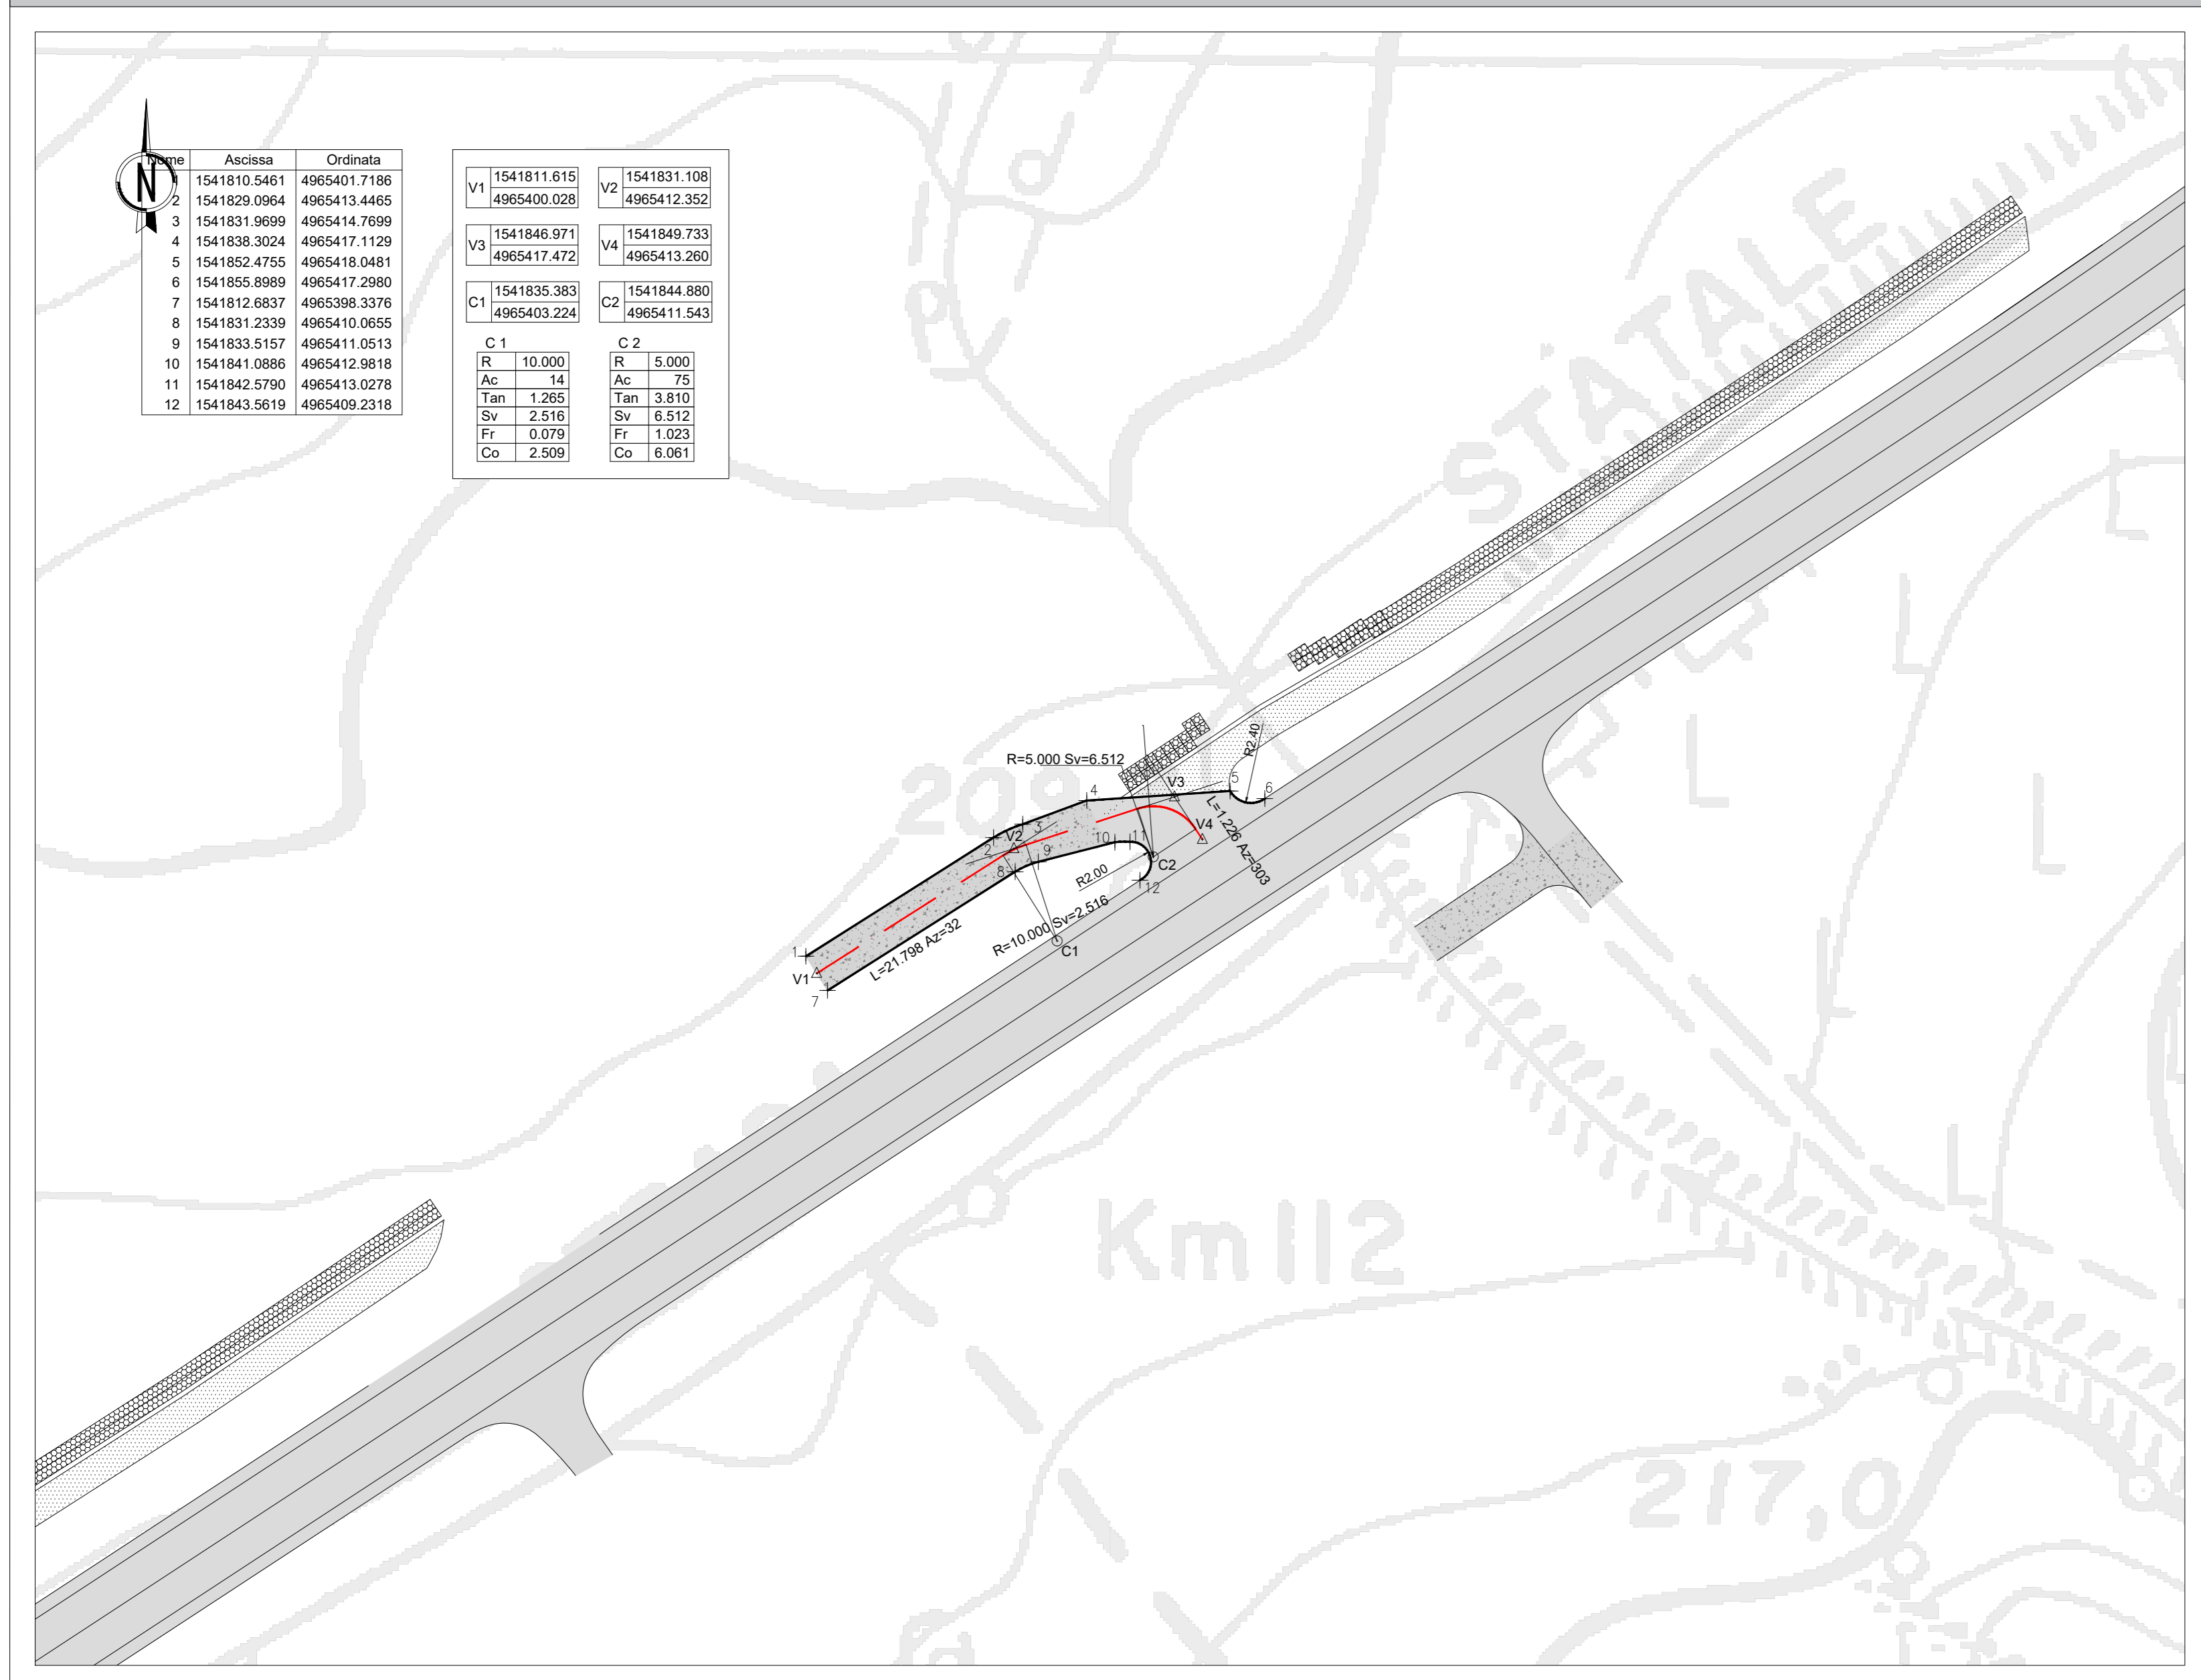 Nome Ascissa Ordinata
1 1541810.5461 4965401.7186
2 1541829.0964 4965413.4465
3 1541831.9699 4965414.7699
4 1541838.3024 4965417.1129
5 1541852.4755 4965418.0481
6 1541855.8989 4965417.2980
7 1541812.6837 4965398.3376
8 1541831.2339 4965410.0655
9 1541833.5157 4965411.0513
10 1541841.0886 4965412.9818
11 1541842.5790 4965413.0278
12 1541843.5619 4965409.2318
N
V1 1541811.615
4965400.028
V2 1541831.108
4965412.352
V3 1541846.971
4965417.472
V4 1541849.733
4965413.260
C1 1541835.383
4965403.224
C2 1541844.880
4965411.543
C 1
R 10.000
Ac 14
Tan 1.265
Sv 2.516
Fr 0.079
Co 2.509
C 2
R 5.000
Ac 75
Tan 3.810
Sv 6.512
Fr 1.023
Co 6.061
STATALE
209
R=5.000 Sv=6.512
R2.40
V3
5
6
4
L=1.226 Az=303
V4
3
V2
2
10
11
9
8
C2
R2.00
12
R=10.000 Sv=2.516
C1
1
V1
7
L=21.798 Az=32
Km112
217,0